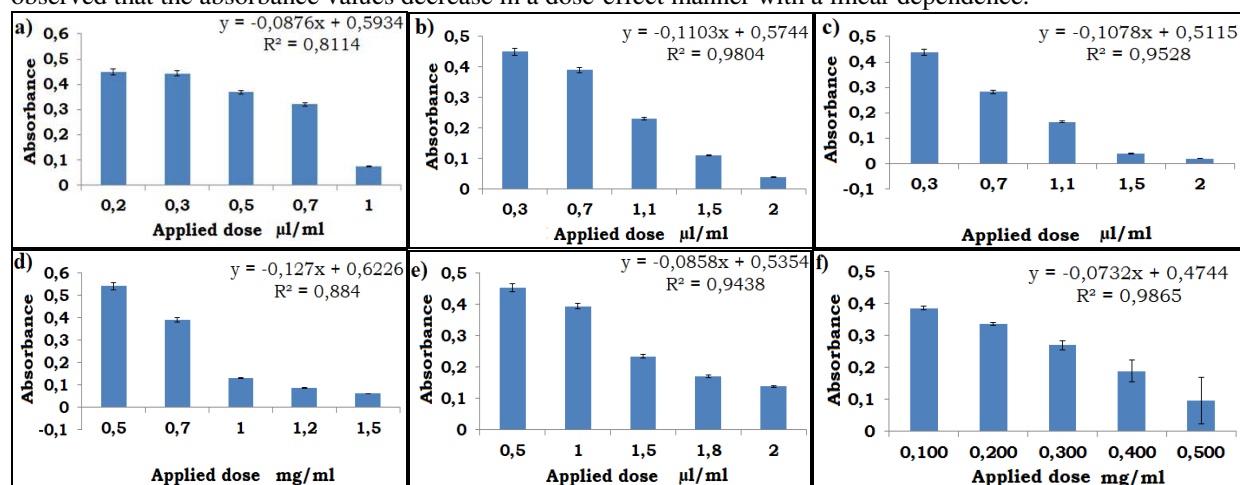 observed that the absorbance values decrease in a dose-effect manner with a linear dependence.
a)
y = -0,0876x + 0,5934
R² = 0,8114
Absorbance
0,6
0,5
0,4
0,3
0,2
0,1
0
0,2 0,3 0,5 0,7 1
Applied dose µl/ml
b)
y = -0,1103x + 0,5744
R² = 0,9804
Absorbance
0,5
0,4
0,3
0,2
0,1
0
0,3 0,7 1,1 1,5 2
Applied dose µl/ml
c)
y = -0,1078x + 0,5115
R² = 0,9528
Absorbance
0,5
0,4
0,3
0,2
0,1
0
-0,1
0,3 0,7 1,1 1,5 2
Applied dose µl/ml
d)
y = -0,127x + 0,6226
R² = 0,884
Absorbance
0,6
0,5
0,4
0,3
0,2
0,1
0
-0,1
0,5 0,7 1 1,2 1,5
Applied dose mg/ml
e)
y = -0,0858x + 0,5354
R² = 0,9438
Absorbance
0,5
0,4
0,3
0,2
0,1
0
0,5 1 1,5 1,8 2
Applied dose µl/ml
f)
y = -0,0732x + 0,4744
R² = 0,9865
Absorbance
0,5
0,4
0,3
0,2
0,1
0
0,100 0,200 0,300 0,400 0,500
Applied dose mg/ml